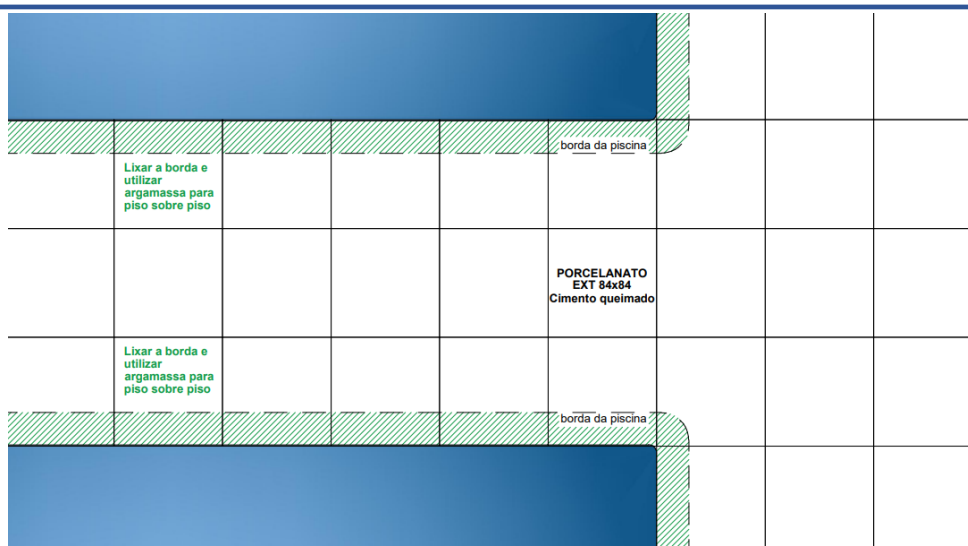 borda da piscina
Lixar a borda e
utilizar
argamassa para
piso sobre piso
PORCELANATO
EXT 84x84
Cimento queimado
Lixar a borda e
utilizar
argamassa para
piso sobre piso
borda da piscina